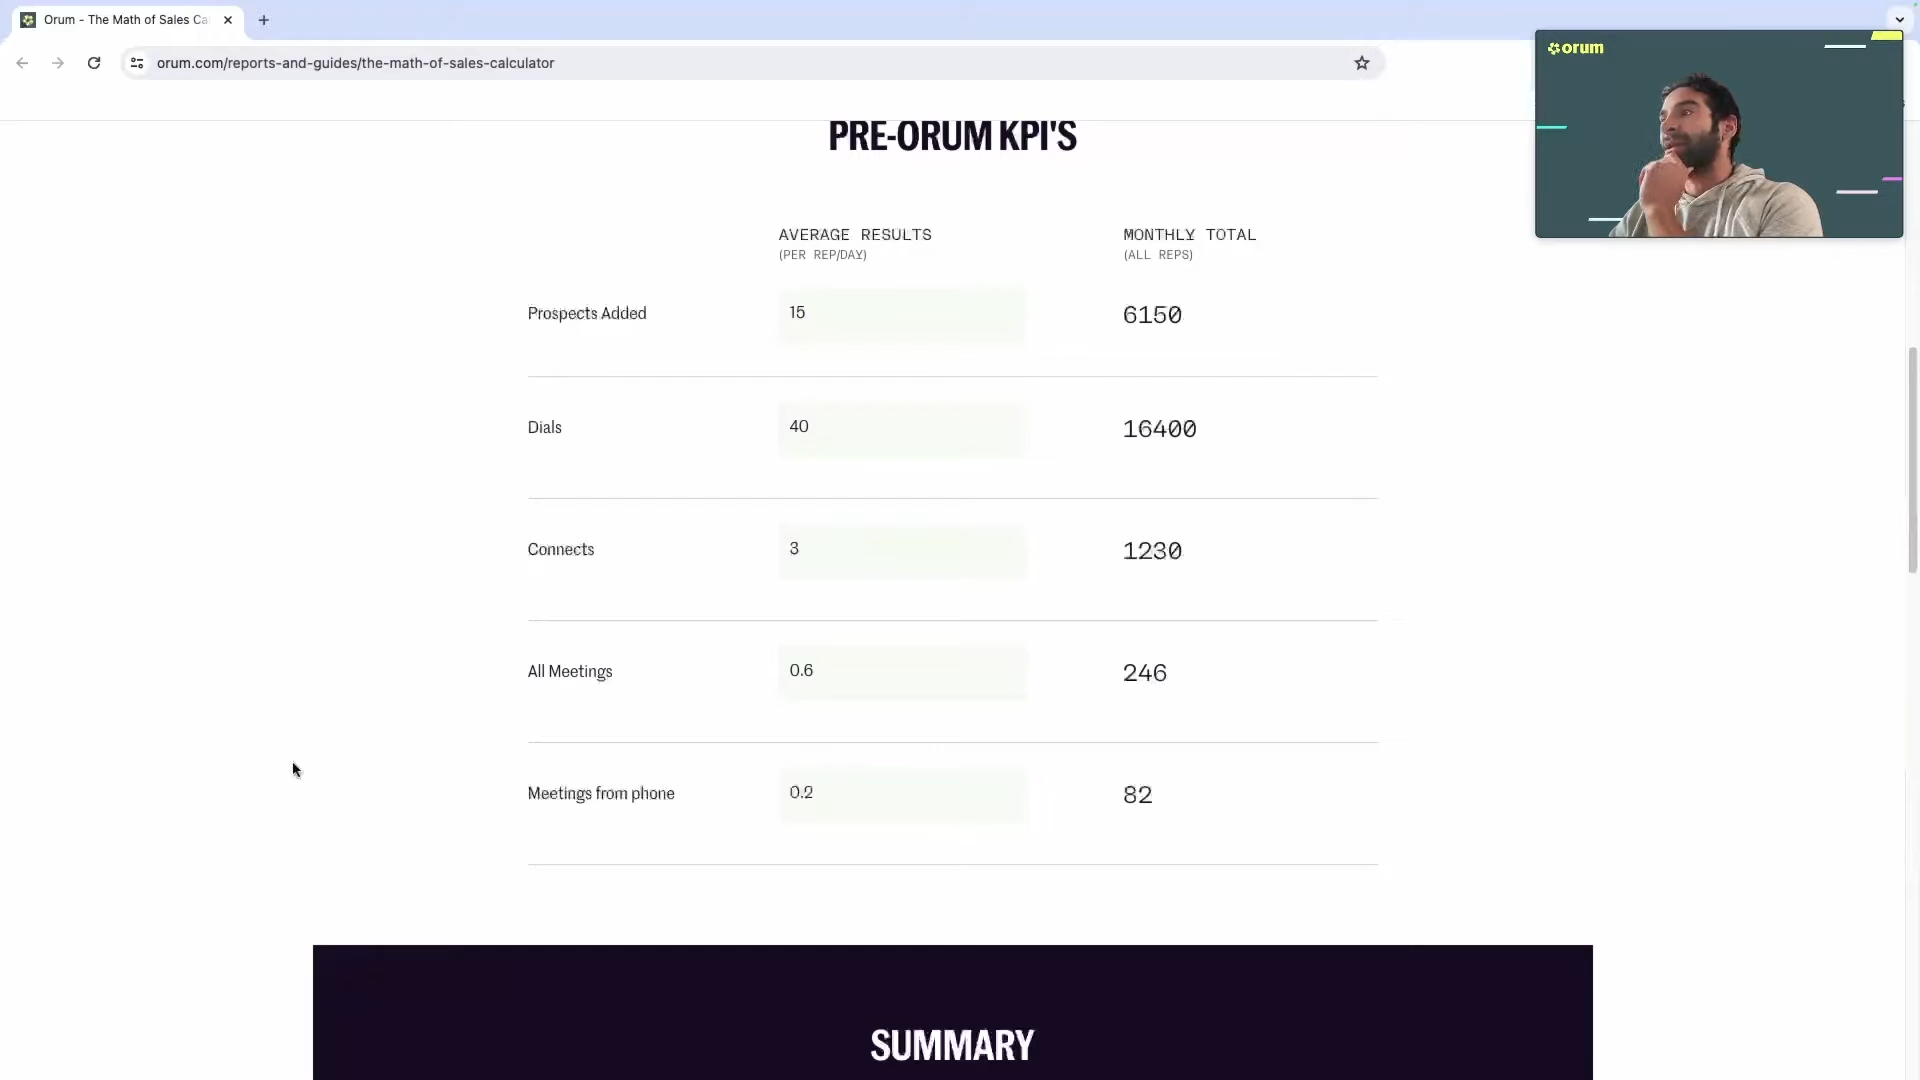 Orum - The Math of Sales Ca
orum.com/reports-and-guides/the-math-of-sales-calculator
orum
PRE-ORUM KPI'S
AVERAGE RESULTS
(PER REP/DAY)
MONTHLY TOTAL
(ALL REPS)
Prospects Added 15 6150
Dials 40 16400
Connects 3 1230
All Meetings 0.6 246
Meetings from phone 0.2 82
SUMMARY